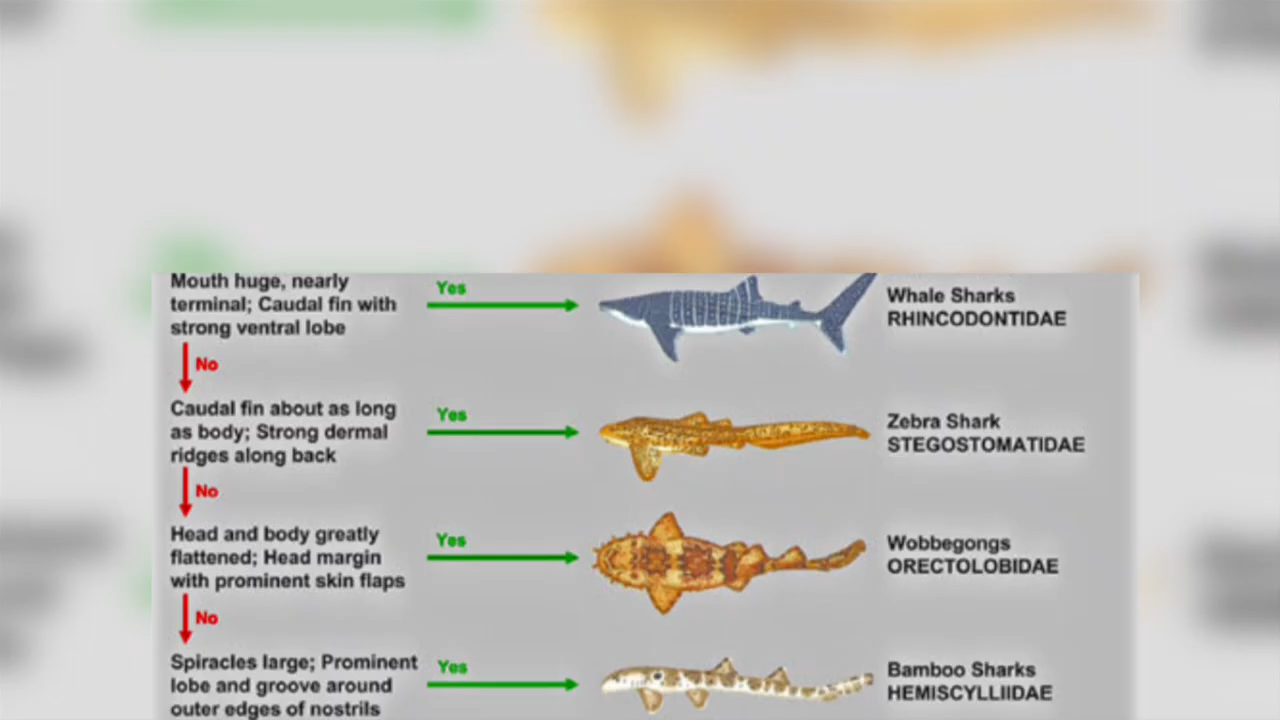 Mouth huge, nearly
terminal; Caudal fin with
strong ventral lobe
Yes
Whale Sharks
RHINCODONTIDAE
No
Caudal fin about as long
as body; Strong dermal
ridges along back
Yes
Zebra Shark
STEGOSTOMATIDAE
No
Head and body greatly
flattened; Head margin
with prominent skin flaps
Yes
Wobbegongs
ORECTOLOBIDAE
No
Spiracles large; Prominent
lobe and groove around
outer edges of nostrils
Yes
Bamboo Sharks
HEMISCYLLIIDAE